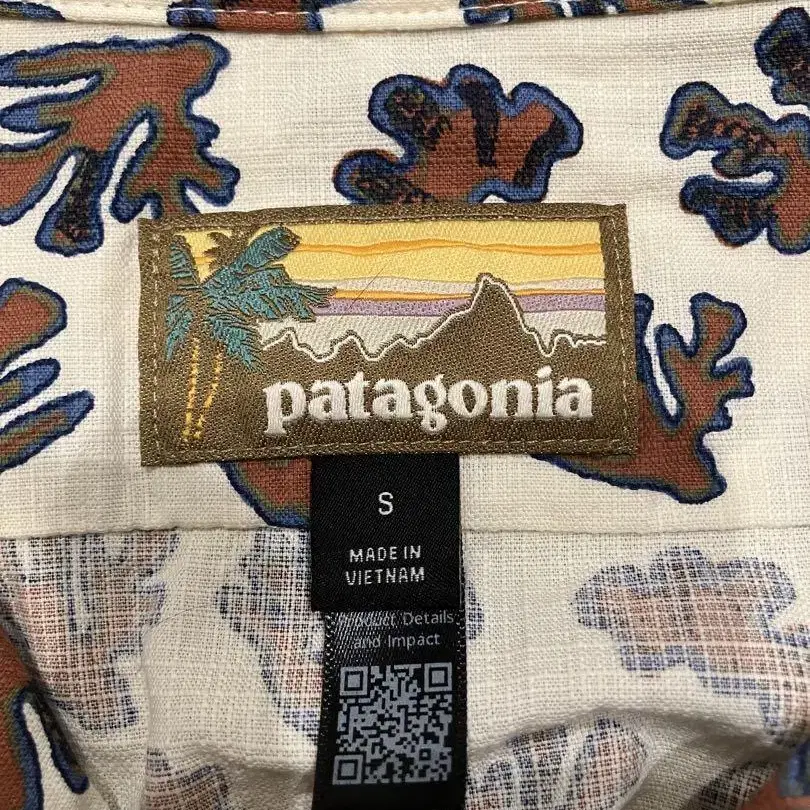 patagonia
S
MADE IN
VIETNAM
Product Details
and Impact